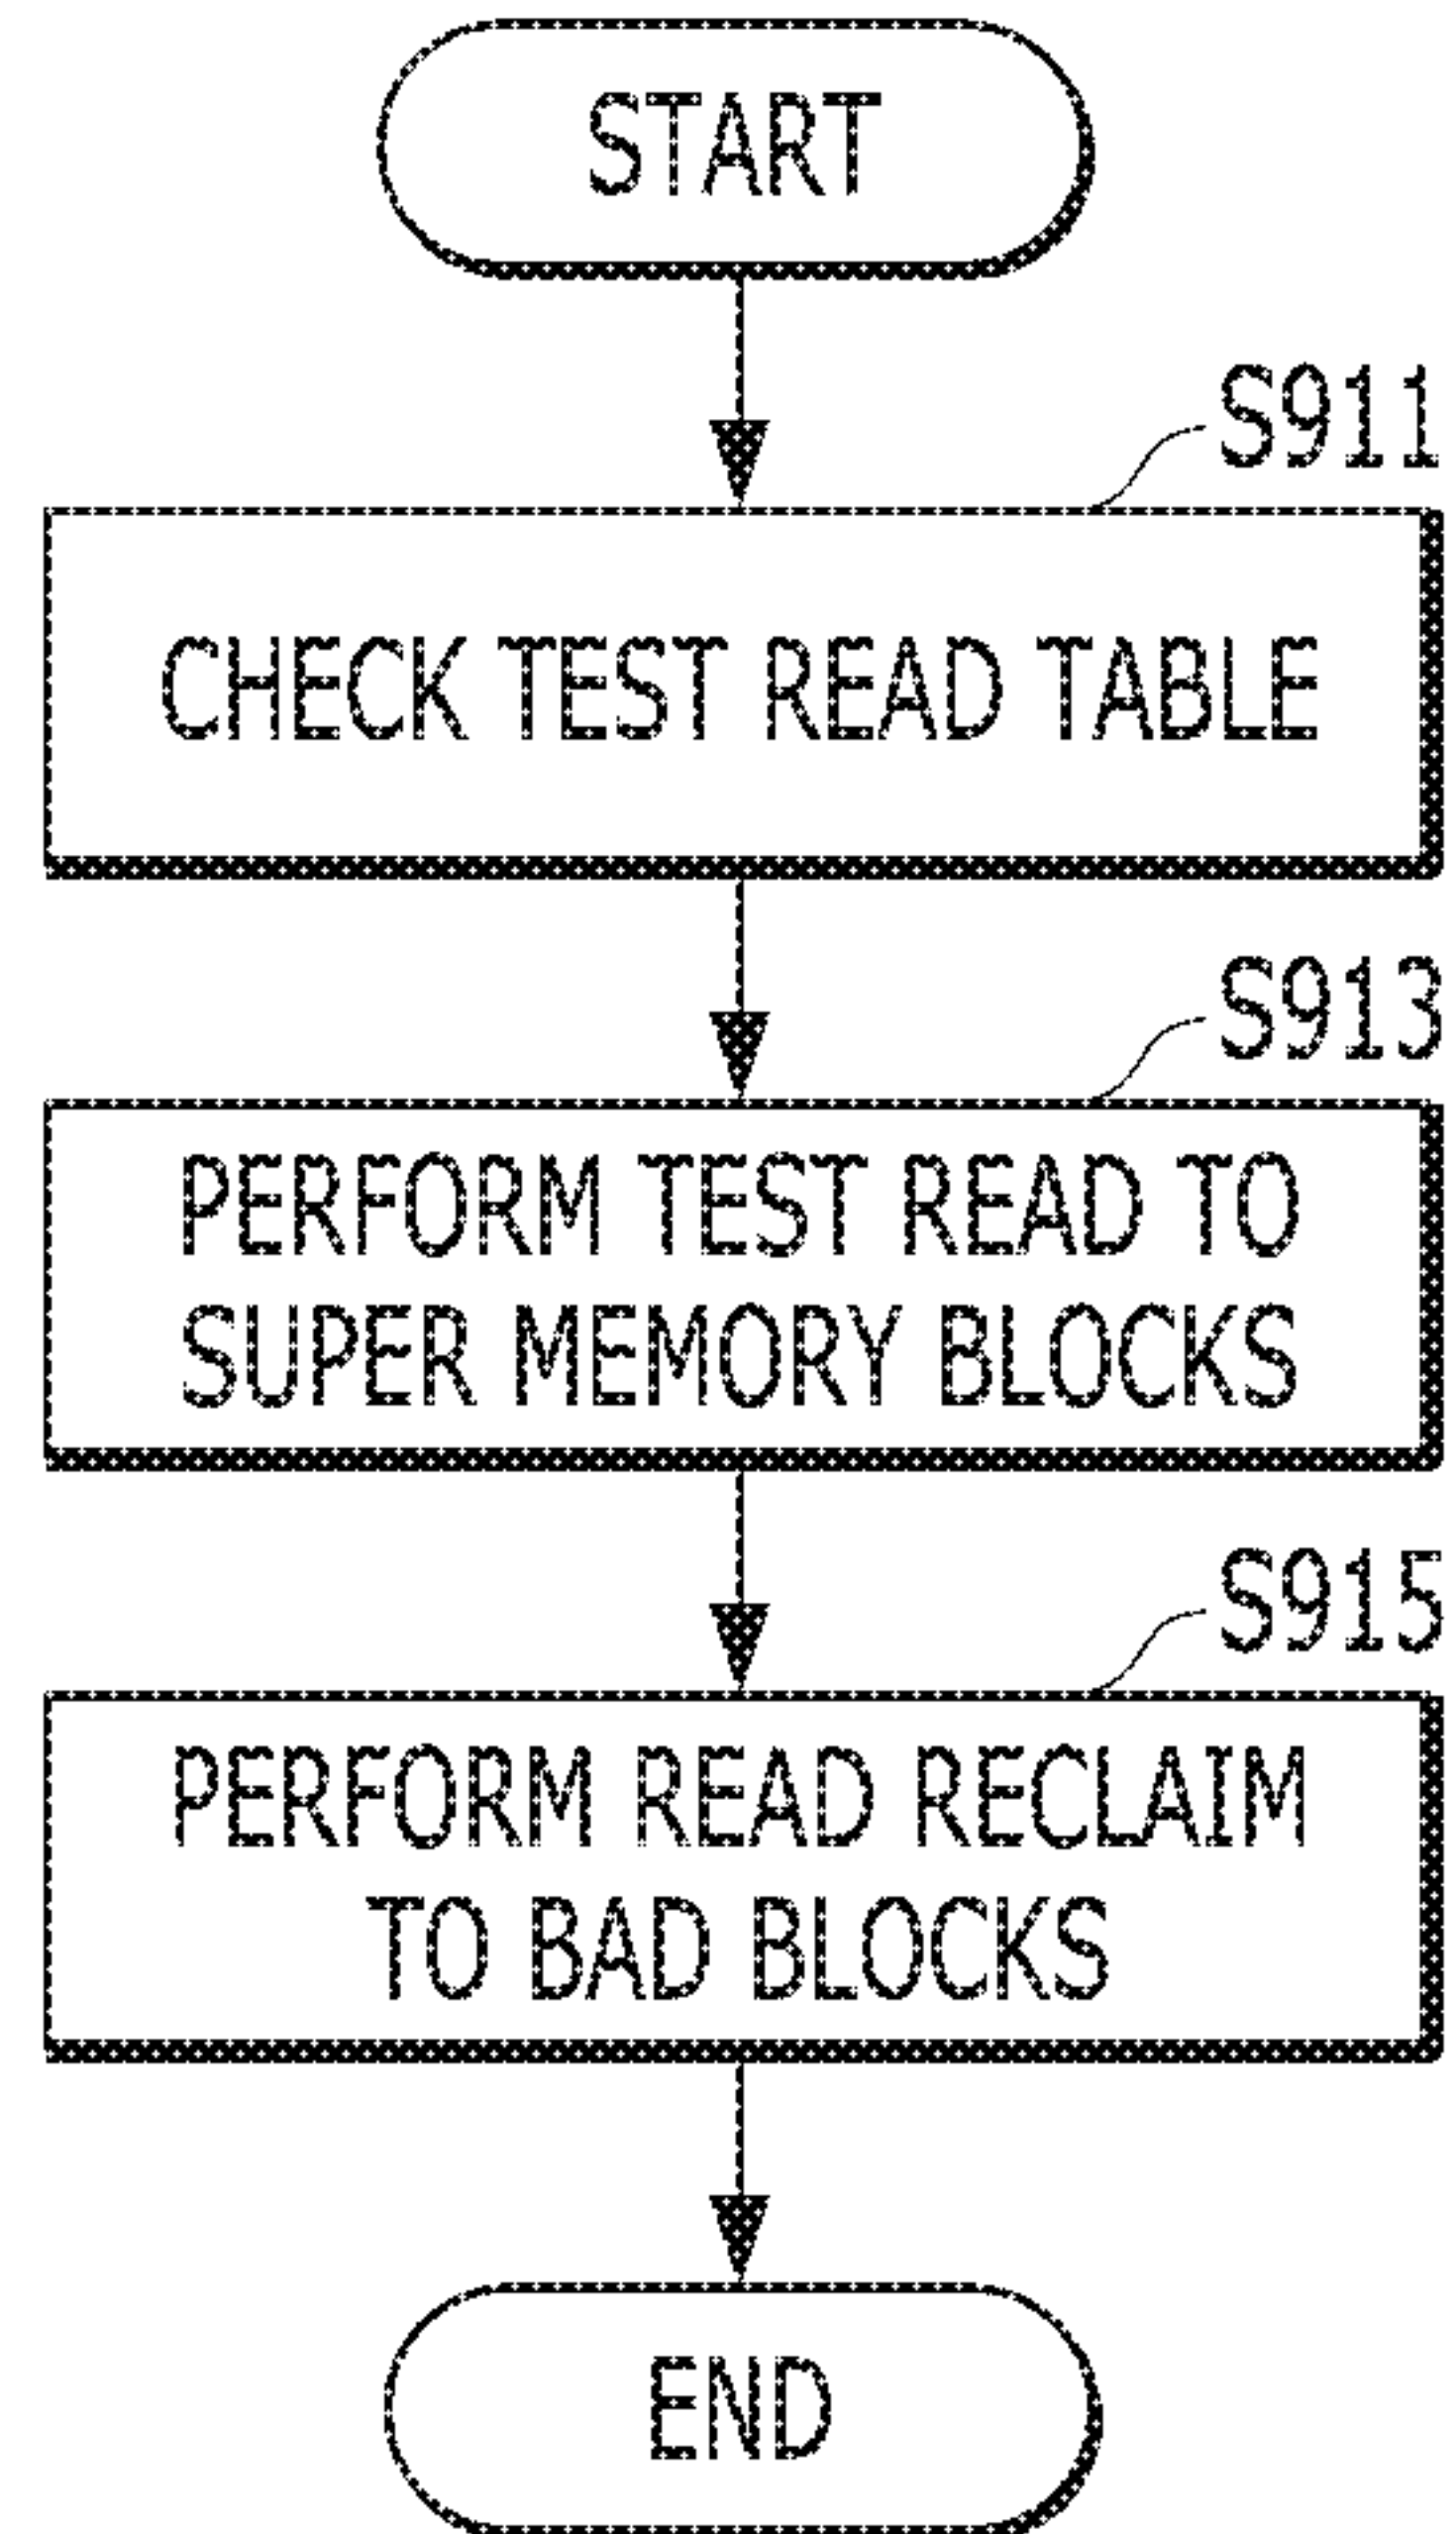 START
S911
CHECK TEST READ TABLE
S913
PERFORM TEST READ TO
SUPER MEMORY BLOCKS
S915
PERFORM READ RECLAIM
TO BAD BLOCKS
END